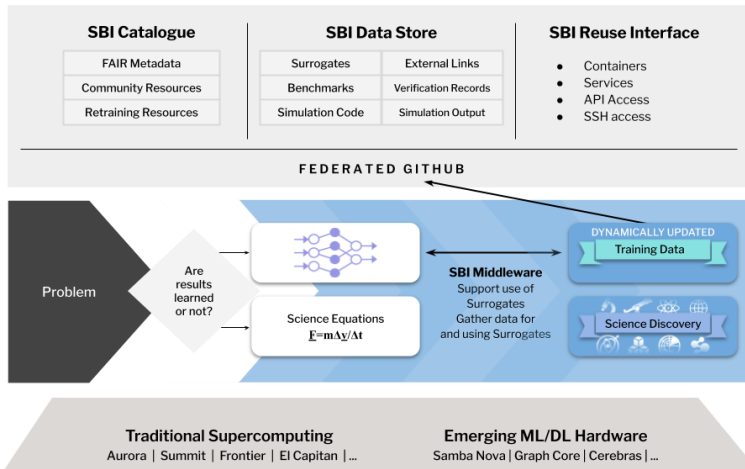 SBI Catalogue
FAIR Metadata
Community Resources
Retraining Resources
SBI Data Store
Surrogates
External Links
Benchmarks
Verification Records
Simulation Code
Simulation Output
SBI Reuse Interface
● Containers
● Services
● API Access
● SSH access
FEDERATED GITHUB
Problem
Are
results
learned
or not?
Science Equations
F=mΔv/Δt
SBI Middleware
Support use of
Surrogates
Gather data for
and using Surrogates
DYNAMICALLY UPDATED
Training Data
Science Discovery
Traditional Supercomputing
Aurora | Summit | Frontier | El Capitan | ...
Emerging ML/DL Hardware
Samba Nova | Graph Core | Cerebras | ...